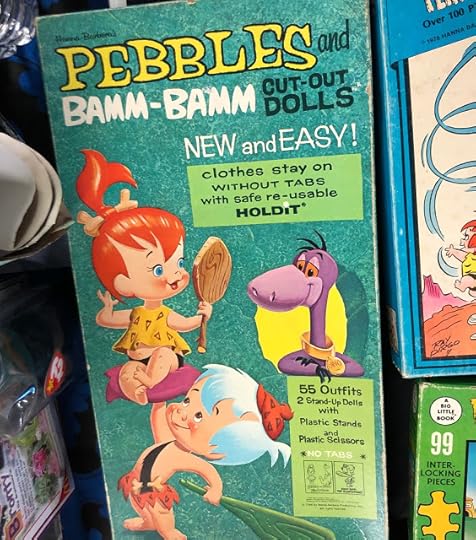 Hanna-Barbera's
PEBBLES and
BAMM-BAMM CUT-OUT
DOLLS
NEW and EASY!
clothes stay on
WITHOUT TABS
with safe re-usable
HOLDiT*
55 Outfits
2 Stand-Up Dolls
with
Plastic Stands
and
Plastic Scissors
*NO TABS*
Over 100 P
A
BIG
LITTLE
BOOK
99
INTER-
LOCKING
PIECES